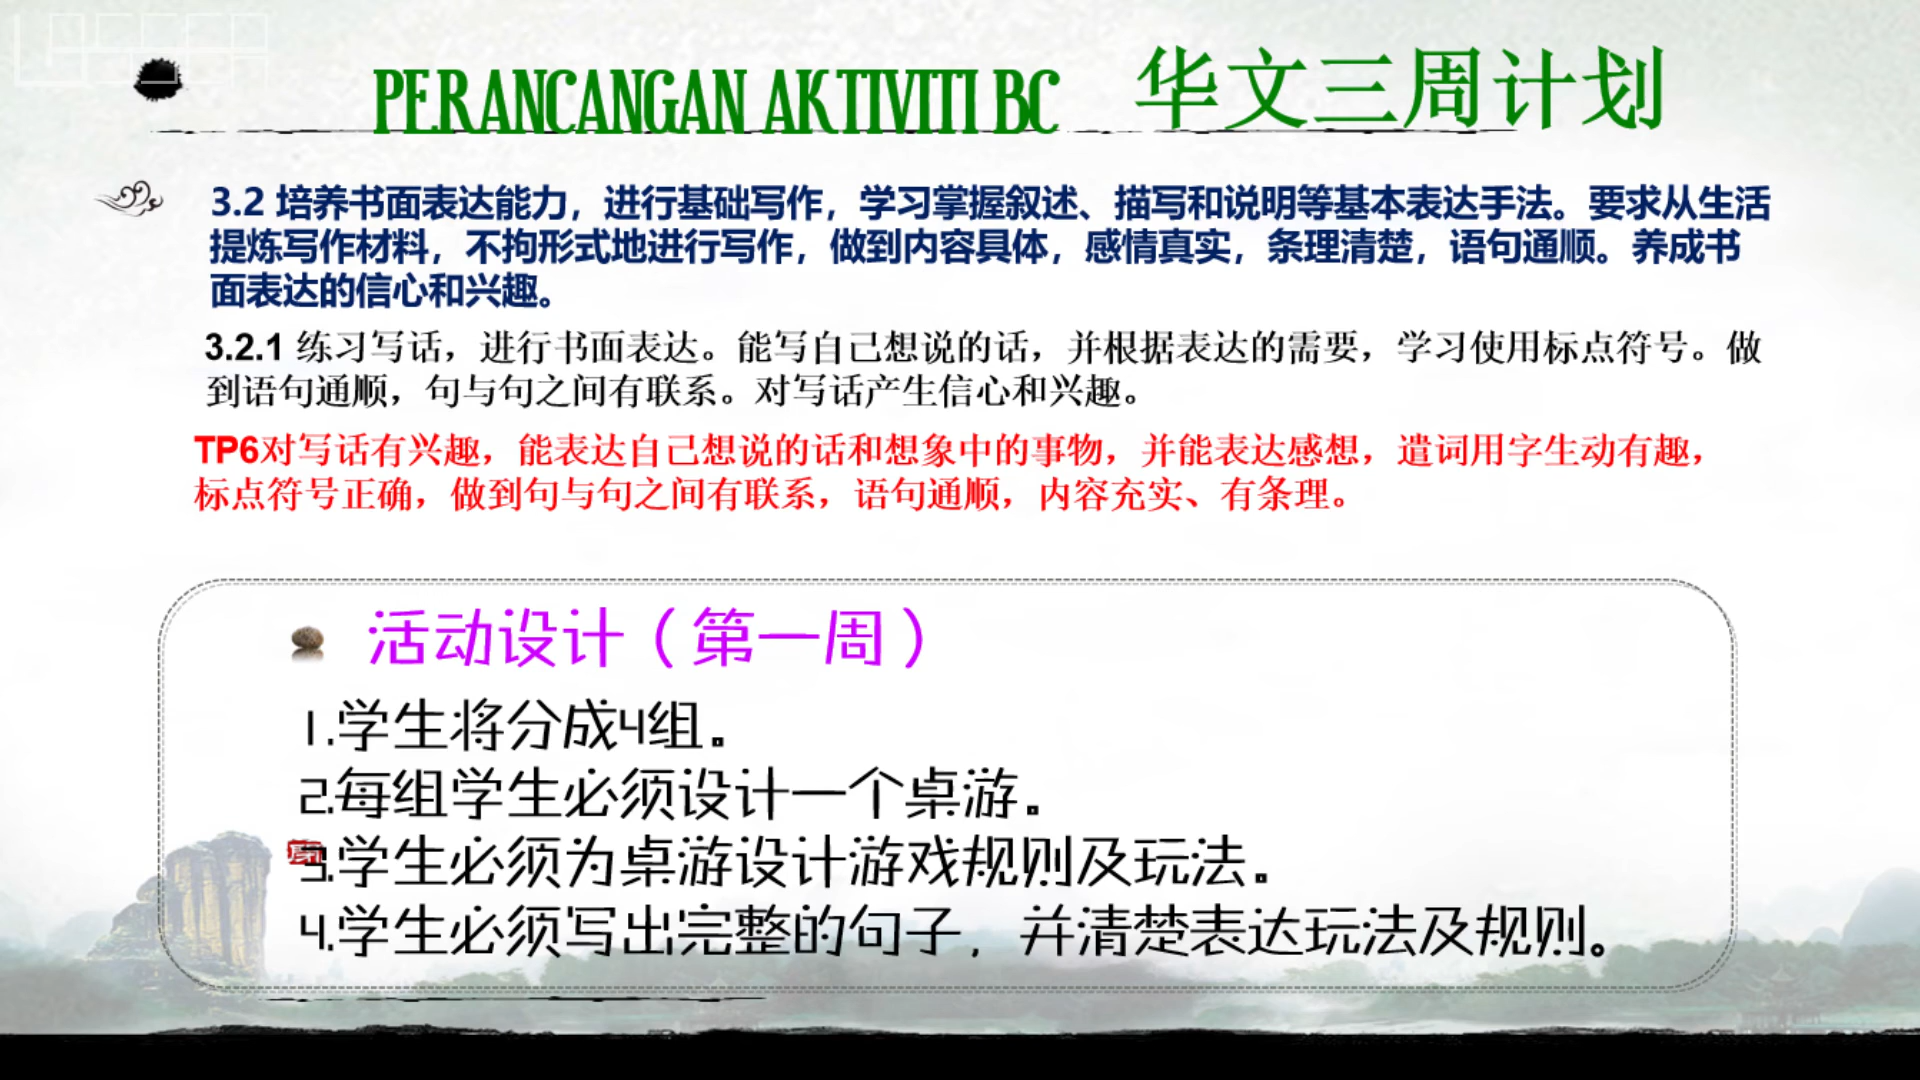 PERANCANGAN AKTIVITI BC 华文三周计划
3.2 培养书面表达能力，进行基础写作，学习掌握叙述、描写和说明等基本表达手法。要求从生活
提炼写作材料，不拘形式地进行写作，做到内容具体，感情真实，条理清楚，语句通顺。养成书
面表达的信心和兴趣。
3.2.1 练习写话，进行书面表达。能写自己想说的话，并根据表达的需要，学习使用标点符号。做
到语句通顺，句与句之间有联系。对写话产生信心和兴趣。
TP6对写话有兴趣，能表达自己想说的话和想象中的事物，并能表达感想，遣词用字生动有趣，
标点符号正确，做到句与句之间有联系，语句通顺，内容充实、有条理。
活动设计（第一周）
1.学生将分成4组。
2.每组学生必须设计一个桌游。
3.学生必须为桌游设计游戏规则及玩法。
4.学生必须写出完整的句子，并清楚表达玩法及规则。